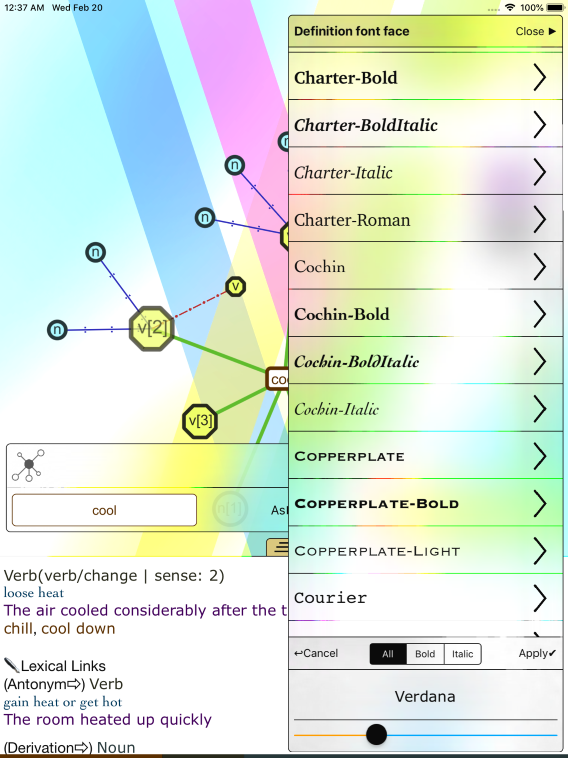 12:37 AM Wed Feb 20
100%
Definition font face
Close ▶
Charter-Bold
Charter-BoldItalic
Charter-Italic
Charter-Roman
Cochin
Cochin-Bold
Cochin-BoldItalic
Cochin-Italic
Copperplate
Copperplate-Bold
Copperplate-Light
Courier
↩Cancel
All
Bold
Italic
Apply✔
Verdana
n
n
n
n
n
v
v[2]
v[3]
n[1]
cool
Verb(verb/change | sense: 2)
loose heat
The air cooled considerably after the t
chill, cool down
Lexical Links
(Antonym⇨) Verb
gain heat or get hot
The room heated up quickly
(Derivation⇨) Noun